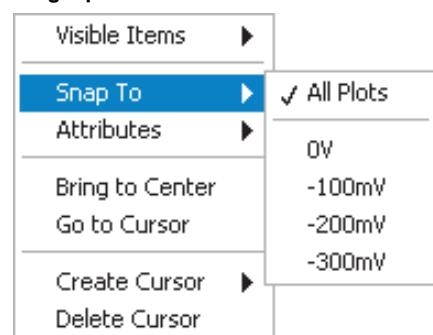 Visible Items
Snap To
Attributes
Bring to Center
Go to Cursor
Create Cursor
Delete Cursor
All Plots
0V
-100mV
-200mV
-300mV